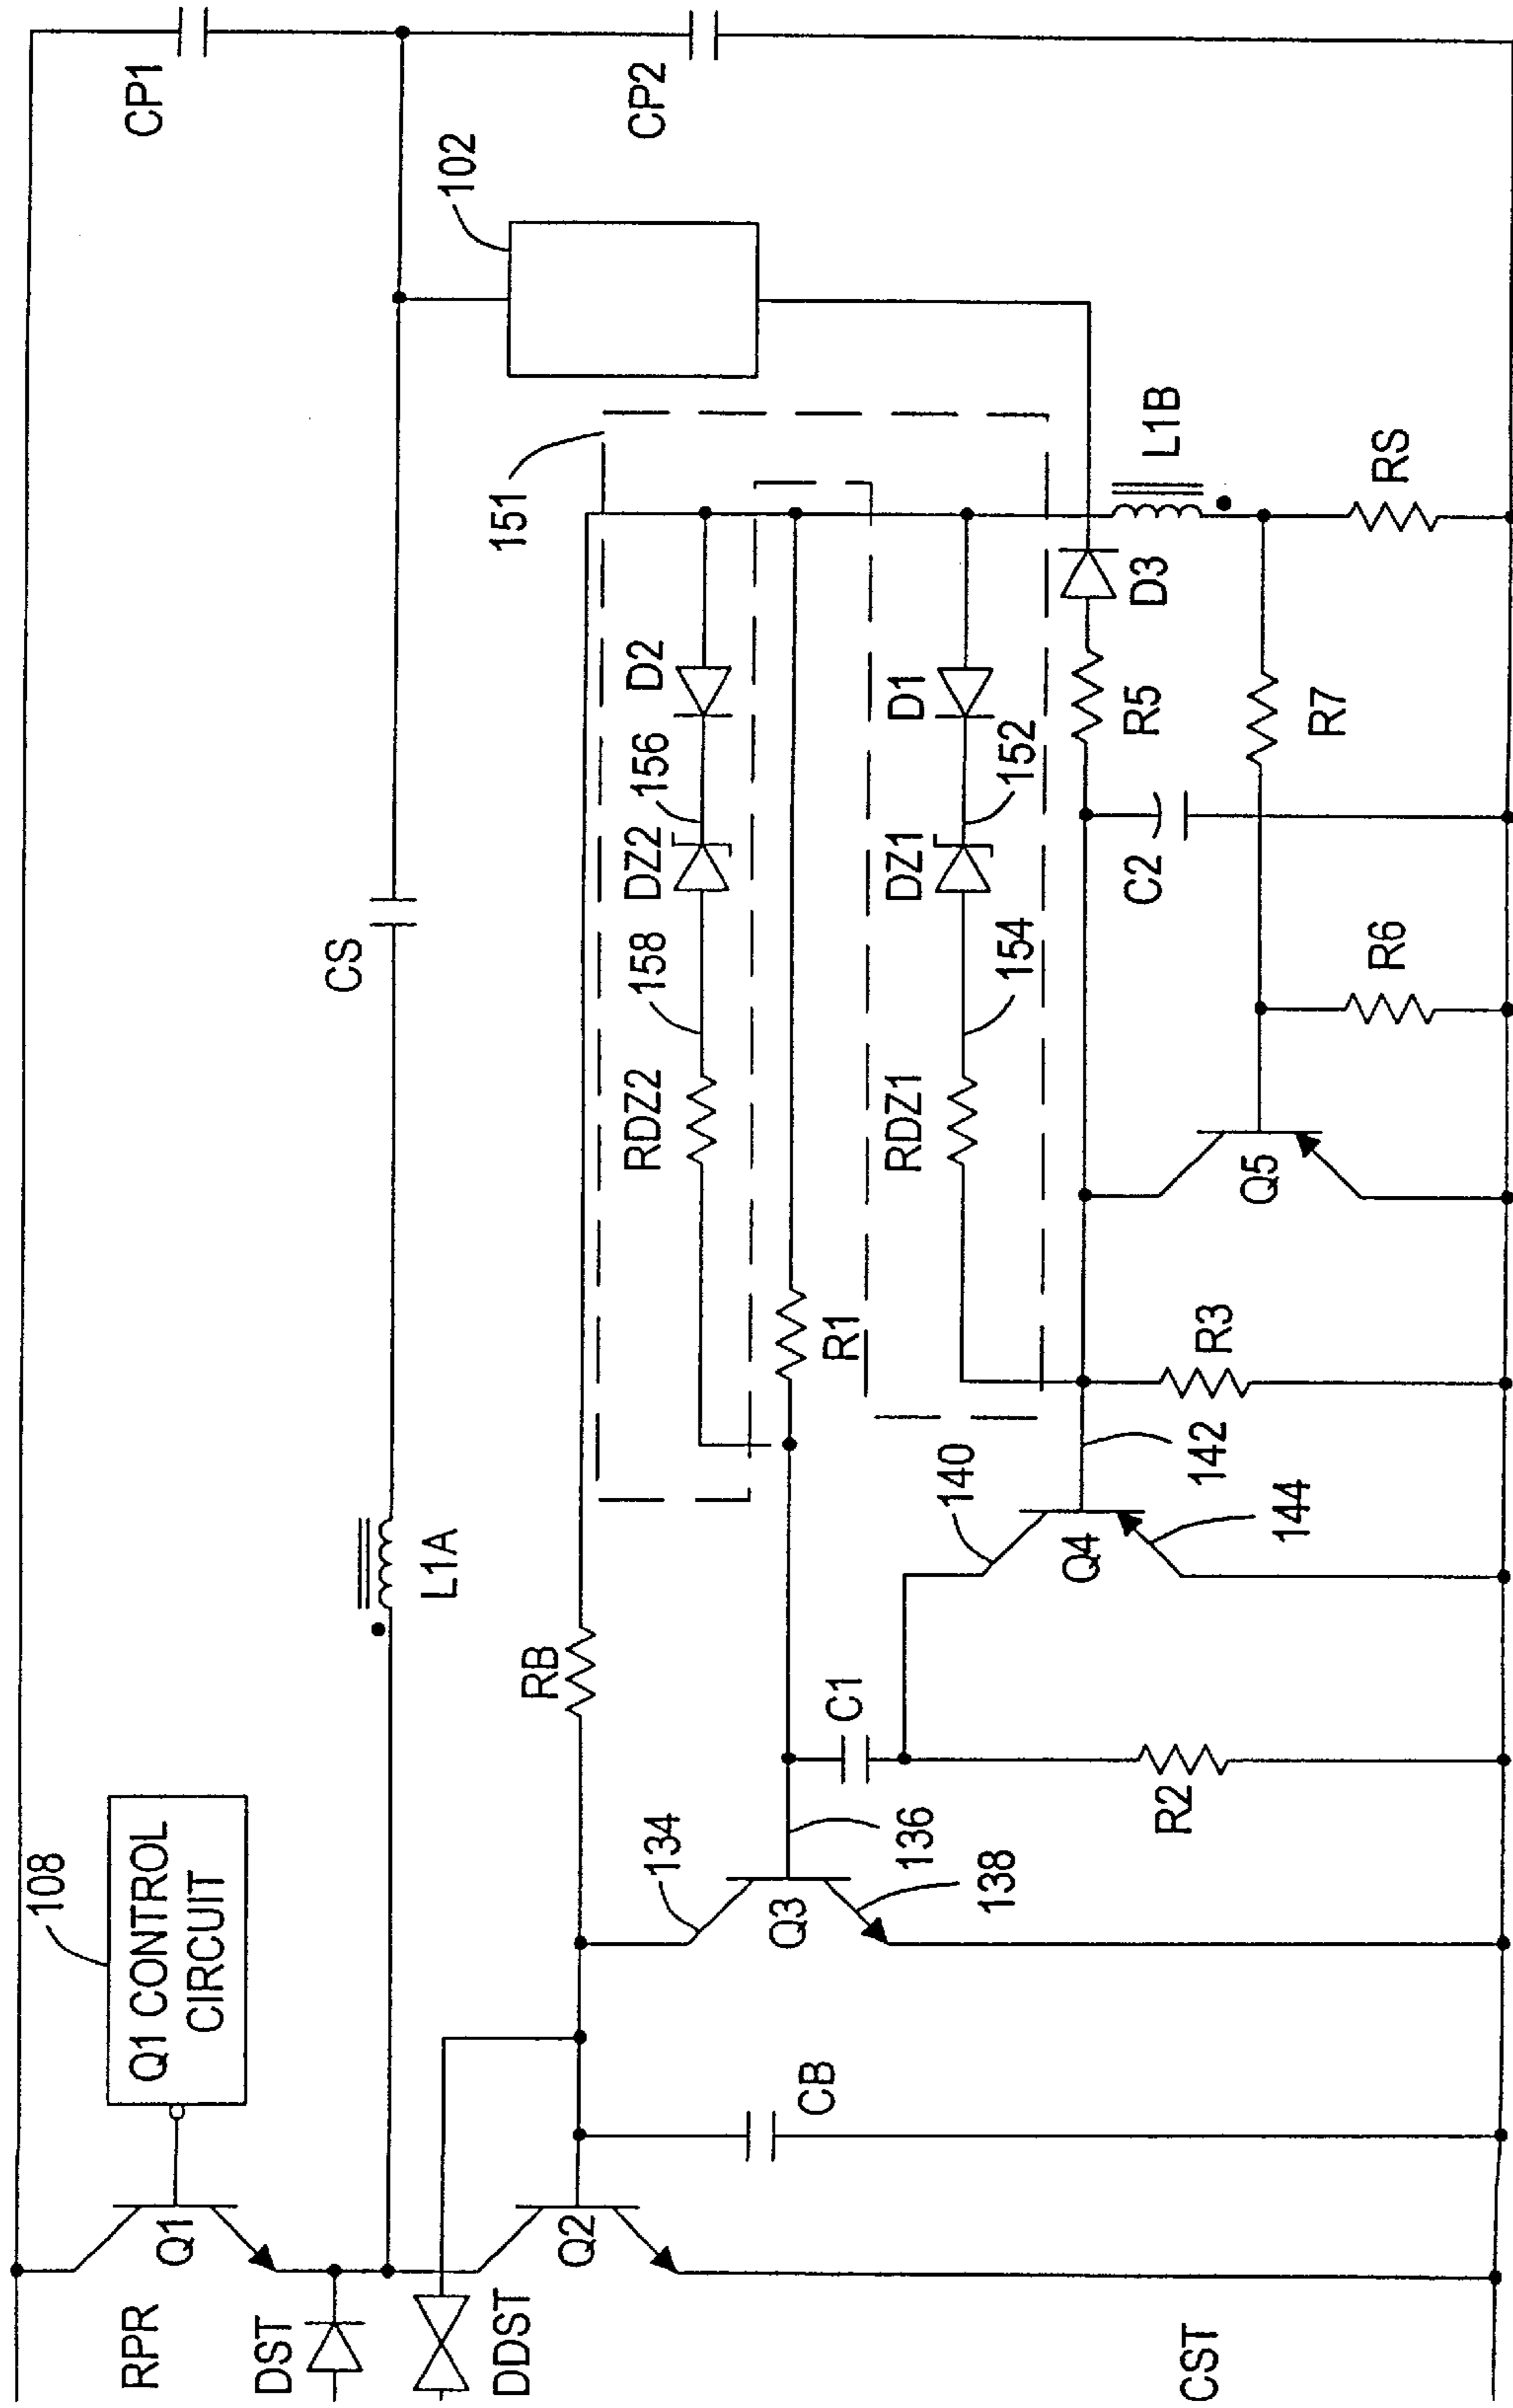 RPR
Q1
108
Q1 CONTROL
CIRCUIT
DST
DDST
CST
Q2
CB
RB
L1A
CS
CP1
CP2
102
151
134
Q3
136
138
C1
R2
140
Q4
142
144
RDZ2
158
DZ2
156
D2
R1
RDZ1
154
DZ1
152
D1
R3
Q5
R6
C2
R5
D3
R7
L1B
RS